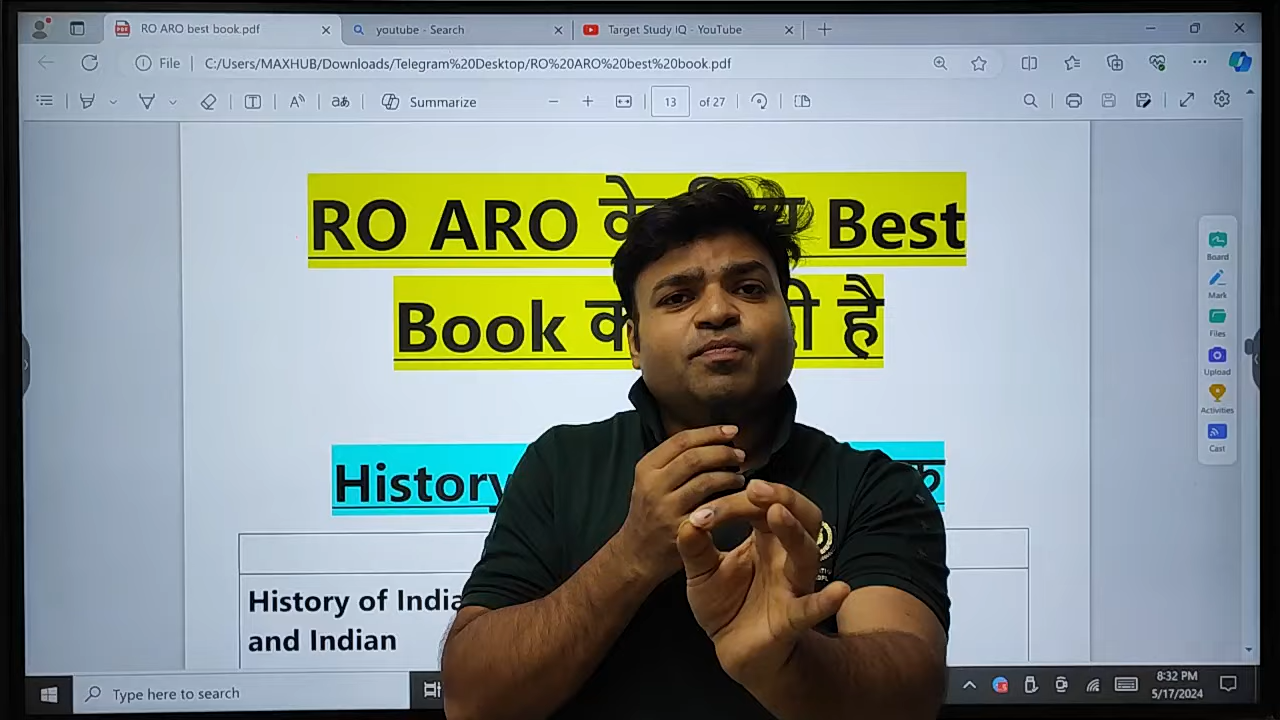 RO ARO best book.pdf
youtube - Search
Target Study IQ - YouTube
File
C:/Users/MAXHUB/Downloads/Telegram%20Desktop/RO%20ARO%20best%20book.pdf
Summarize
13 of 27
RO ARO Best
Book है
History
History of India
and Indian
Board
Mark
Files
Upload
Activities
Cast
Type here to search
8:32 PM
5/17/2024